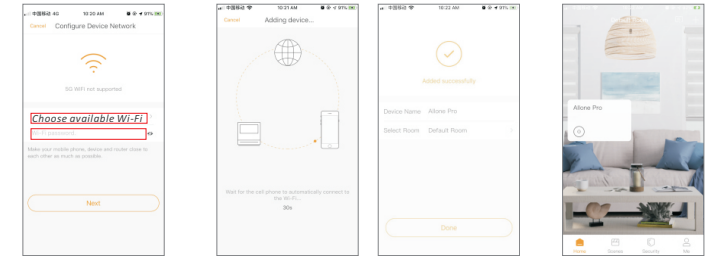 中国移动 4G 10:20 AM 91%
Cancel Configure Device Network
5G WiFi not supported
Choose available Wi-Fi
Wi-Fi password
Make your mobile phone, device and router close to
each other as much as possible.
Next
中国移动 10:21 AM 91%
Cancel Adding device...
Wait for the cell phone to automatically connect to
the Wi-Fi...
30s
中国移动 10:22 AM 91%
Added successfully
Device Name Allone Pro
Select Room Default Room
Done
Allone Pro
Home Scenes Security Me